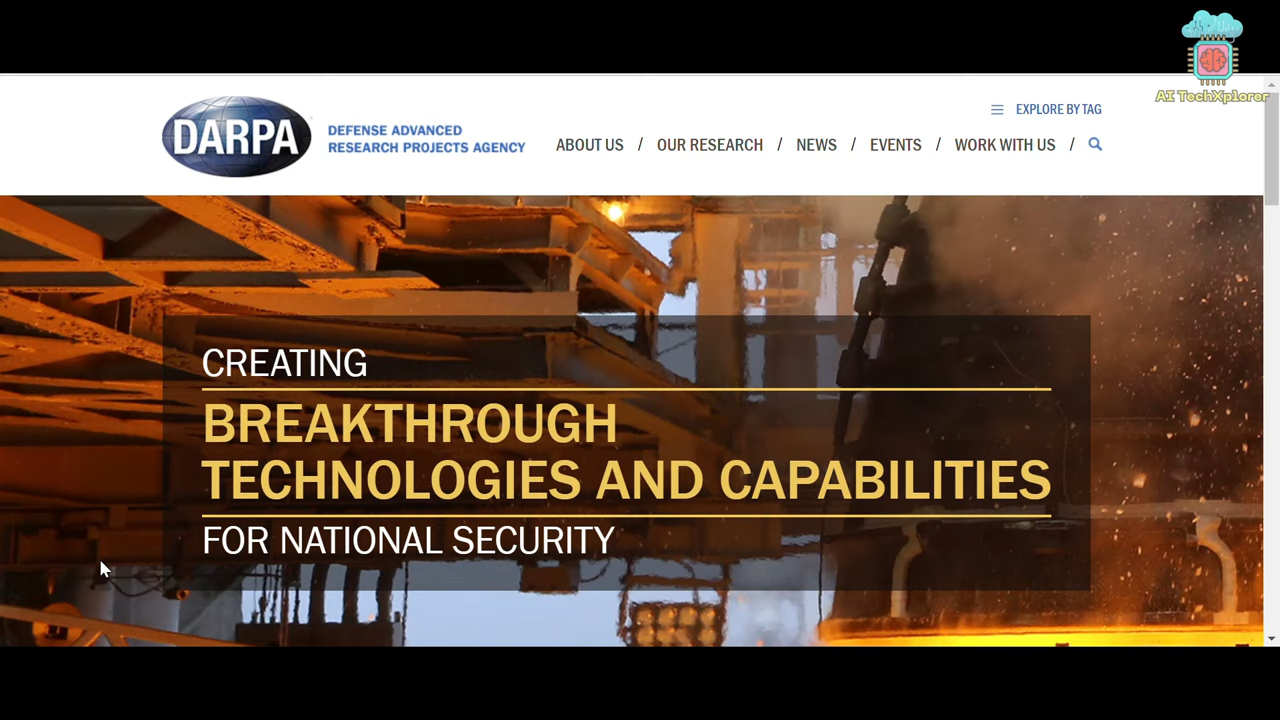 AI TechXplorer
EXPLORE BY TAG
DARPA
DEFENSE ADVANCED
RESEARCH PROJECTS AGENCY
ABOUT US / OUR RESEARCH / NEWS / EVENTS / WORK WITH US /
CREATING
BREAKTHROUGH
TECHNOLOGIES AND CAPABILITIES
FOR NATIONAL SECURITY